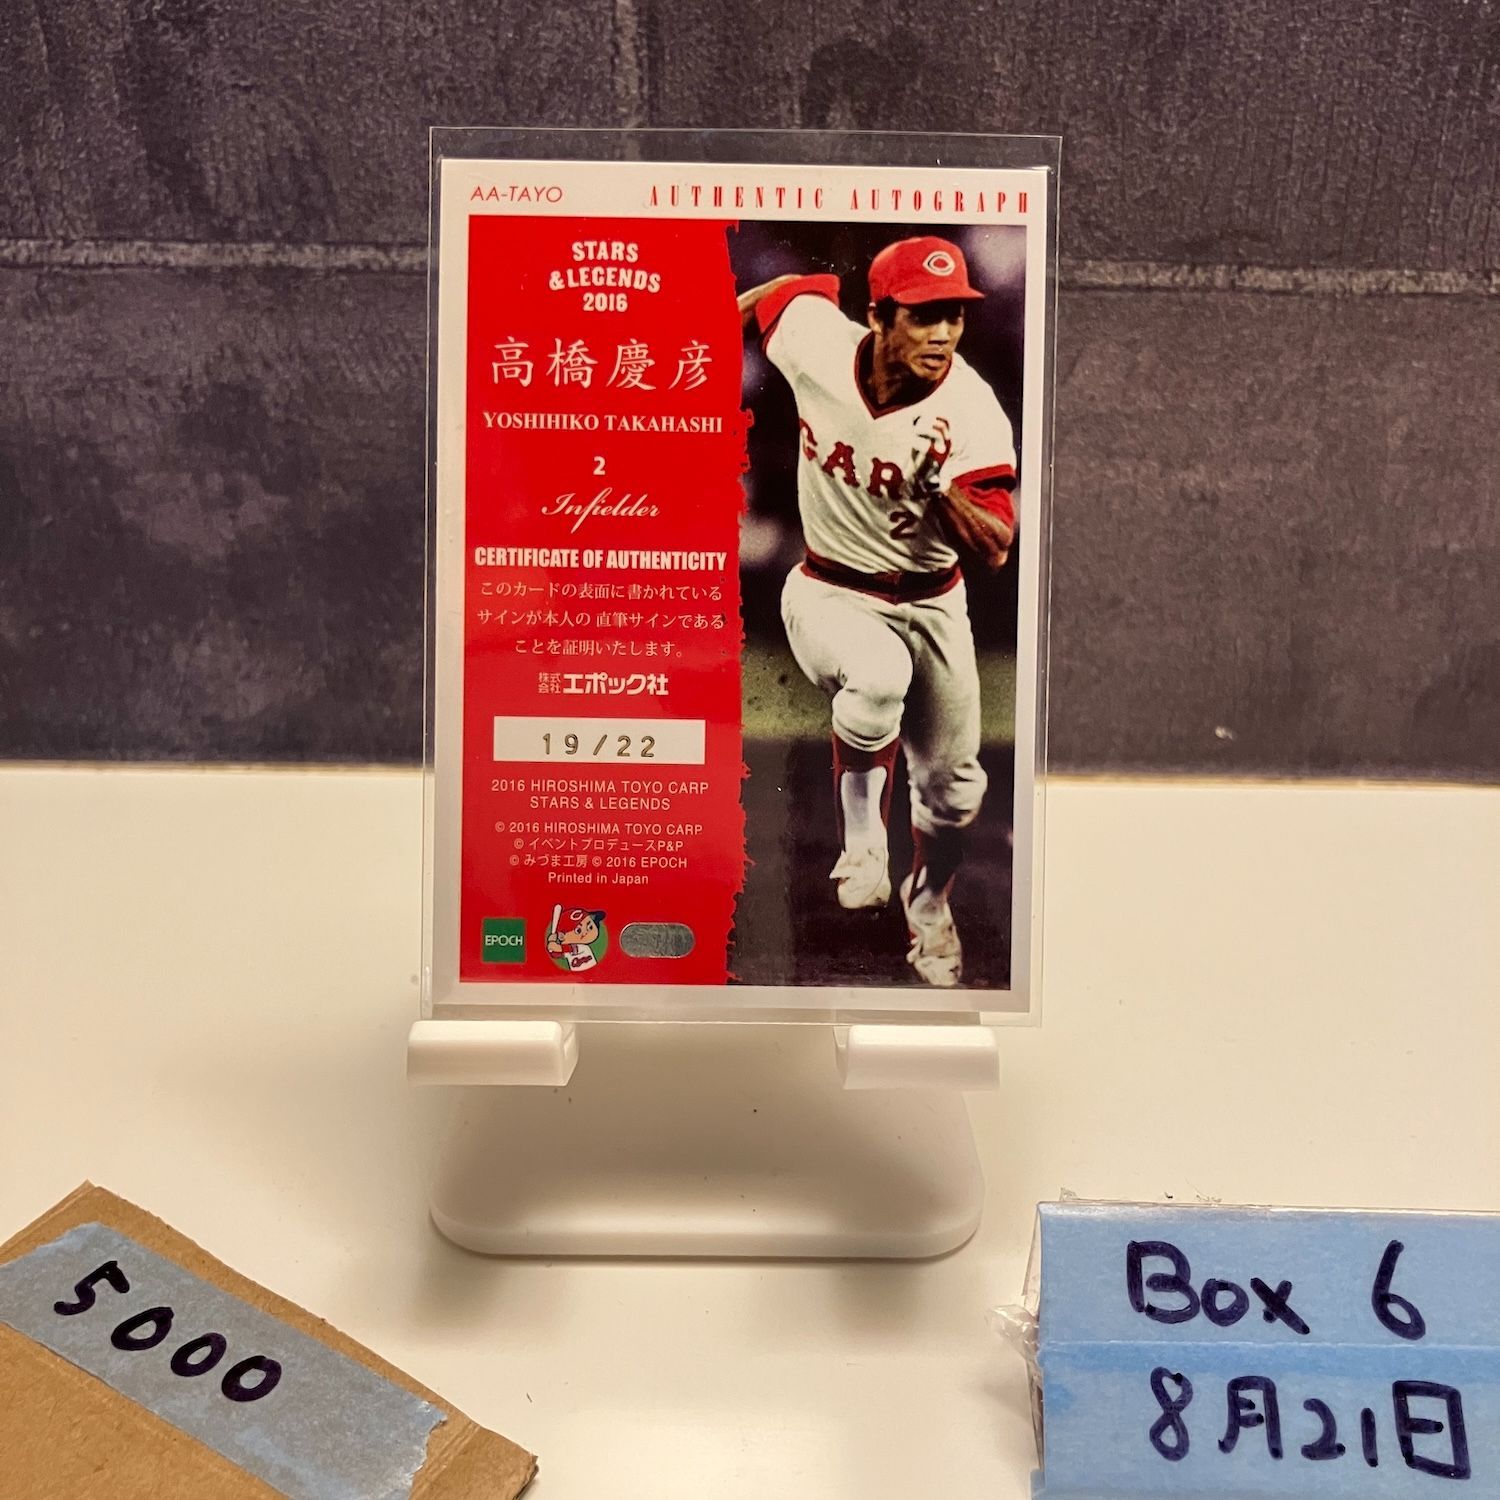 AA-TAYO
AUTHENTIC AUTOGRAPH
STARS
& LEGENDS
2016
高橋慶彦
YOSHIHIKO TAKAHASHI
2
Infielder
CERTIFICATE OF AUTHENTICITY
このカードの表面に書かれている
サインが本人の 直筆サインである
ことを証明いたします。
株式会社エポック社
19/22
2016 HIROSHIMA TOYO CARP
STARS & LEGENDS
© 2016 HIROSHIMA TOYO CARP
© イベントプロデュースP&P
© みづま工房 © 2016 EPOCH
Printed in Japan
EPOCH
C
CAR
2
5000
Box 6
8月21日